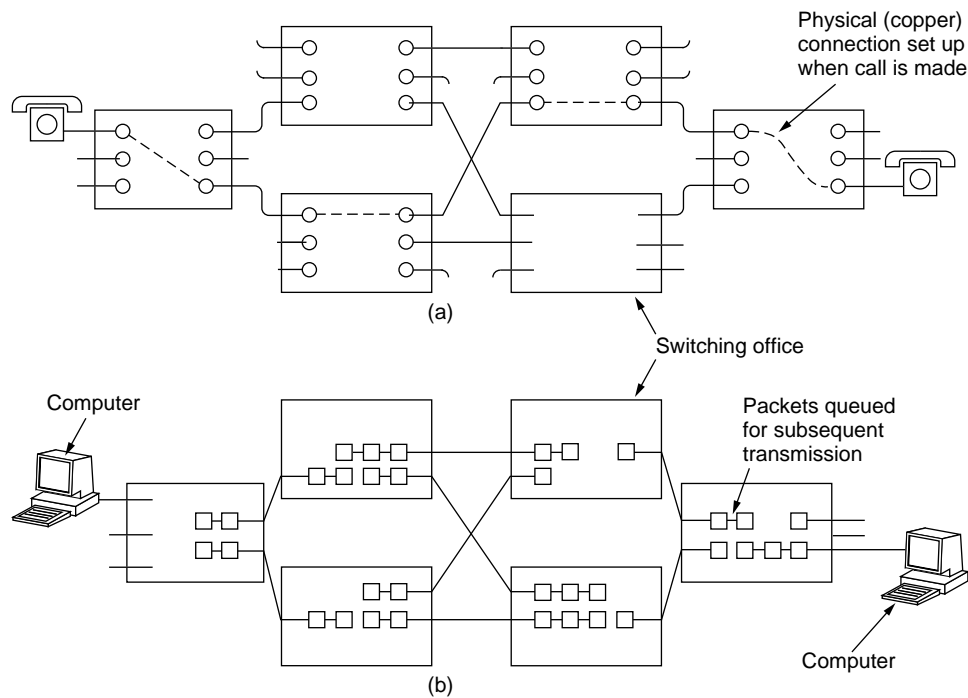 Physical (copper)
connection set up
when call is made
(a)
Switching office
Computer
Packets queued
for subsequent
transmission
Computer
(b)